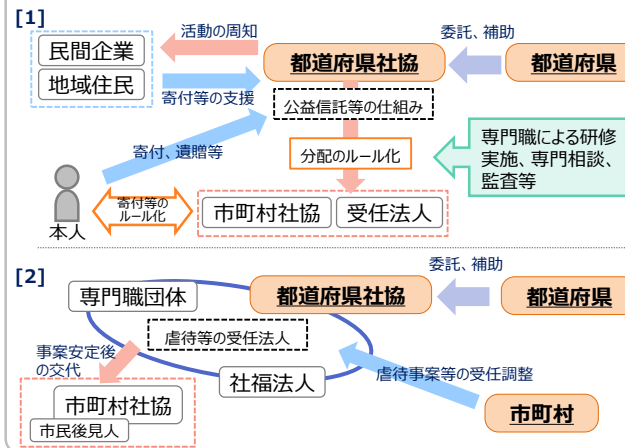 [1]
活動の周知
民間企業
地域住民
寄付等の支援
都道府県社協
委託、補助
都道府県
公益信託等の仕組み
寄付、遺贈等
分配のルール化
専門職による研修
実施、専門相談、
監査等
本人
寄付等の
ルール化
市町村社協
受任法人
[2]
専門職団体
都道府県社協
委託、補助
都道府県
虐待等の受任法人
事案安定後
の交代
社福法人
虐待事案等の受任調整
市町村社協
市民後見人
市町村